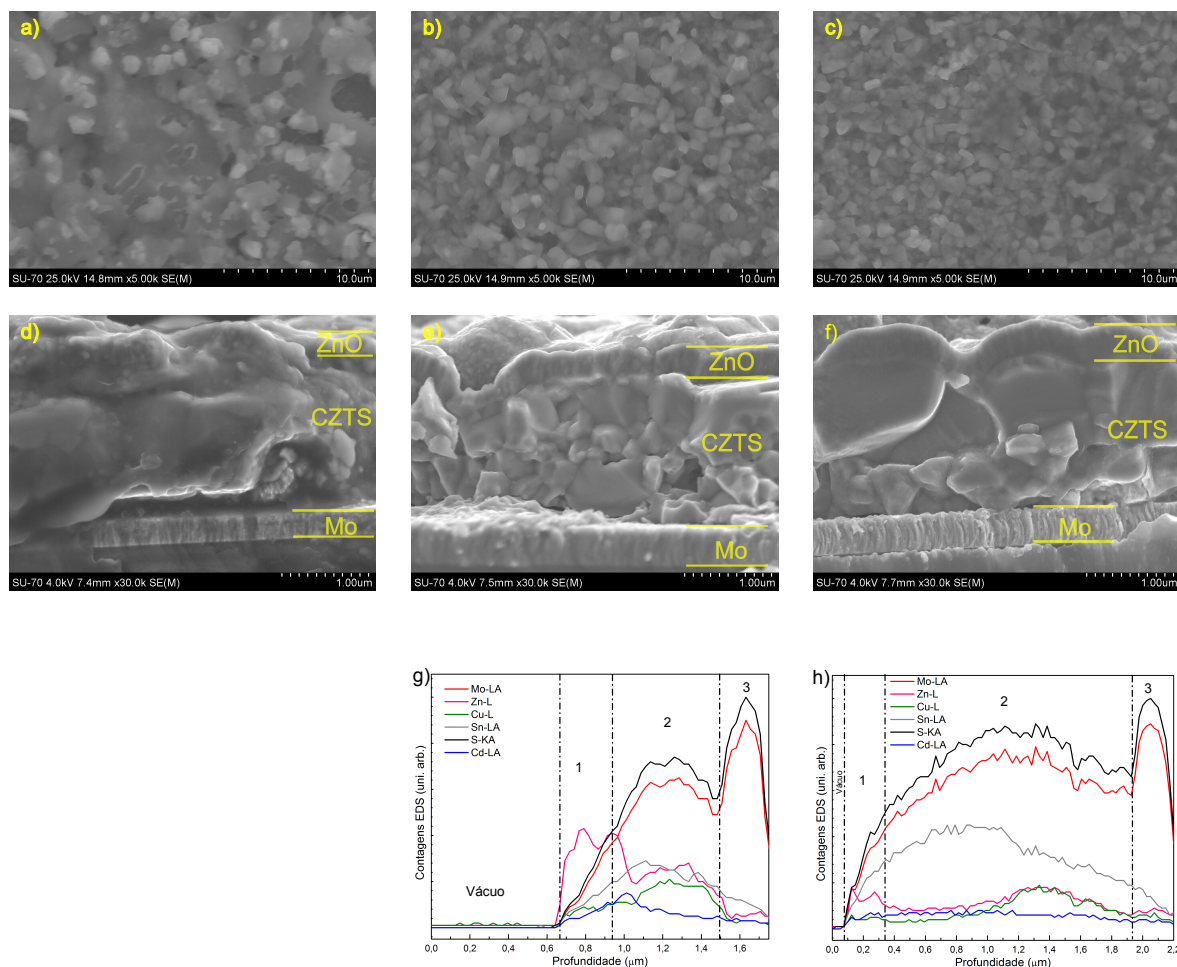 a)
b)
c)
SU-70 25.0kV 14.8mm x5.00k SE(M)
10.0um
SU-70 25.0kV 14.9mm x5.00k SE(M)
10.0um
SU-70 25.0kV 14.9mm x5.00k SE(M)
10.0um
d)
ZnO
CZTS
Mo
SU-70 4.0kV 7.4mm x30.0k SE(M)
1.00um
e)
ZnO
CZTS
Mo
SU-70 4.0kV 7.5mm x30.0k SE(M)
1.00um
f)
ZnO
CZTS
Mo
SU-70 4.0kV 7.7mm x30.0k SE(M)
1.00um
g)
Mo-LA
Zn-L
Cu-L
Sn-LA
S-KA
Cd-LA
1
2
3
Vácuo
Contagens EDS (uni. arb.)
0,0 0,2 0,4 0,6 0,8 1,0 1,2 1,4 1,6
Profundidade (μm)
h)
Mo-LA
Zn-L
Cu-L
Sn-LA
S-KA
Cd-LA
Vácuo
1
2
3
Contagens EDS (uni. arb.)
0,0 0,2 0,4 0,6 0,8 1,0 1,2 1,4 1,6 1,8 2,0 2,2
Profundidade (μm)